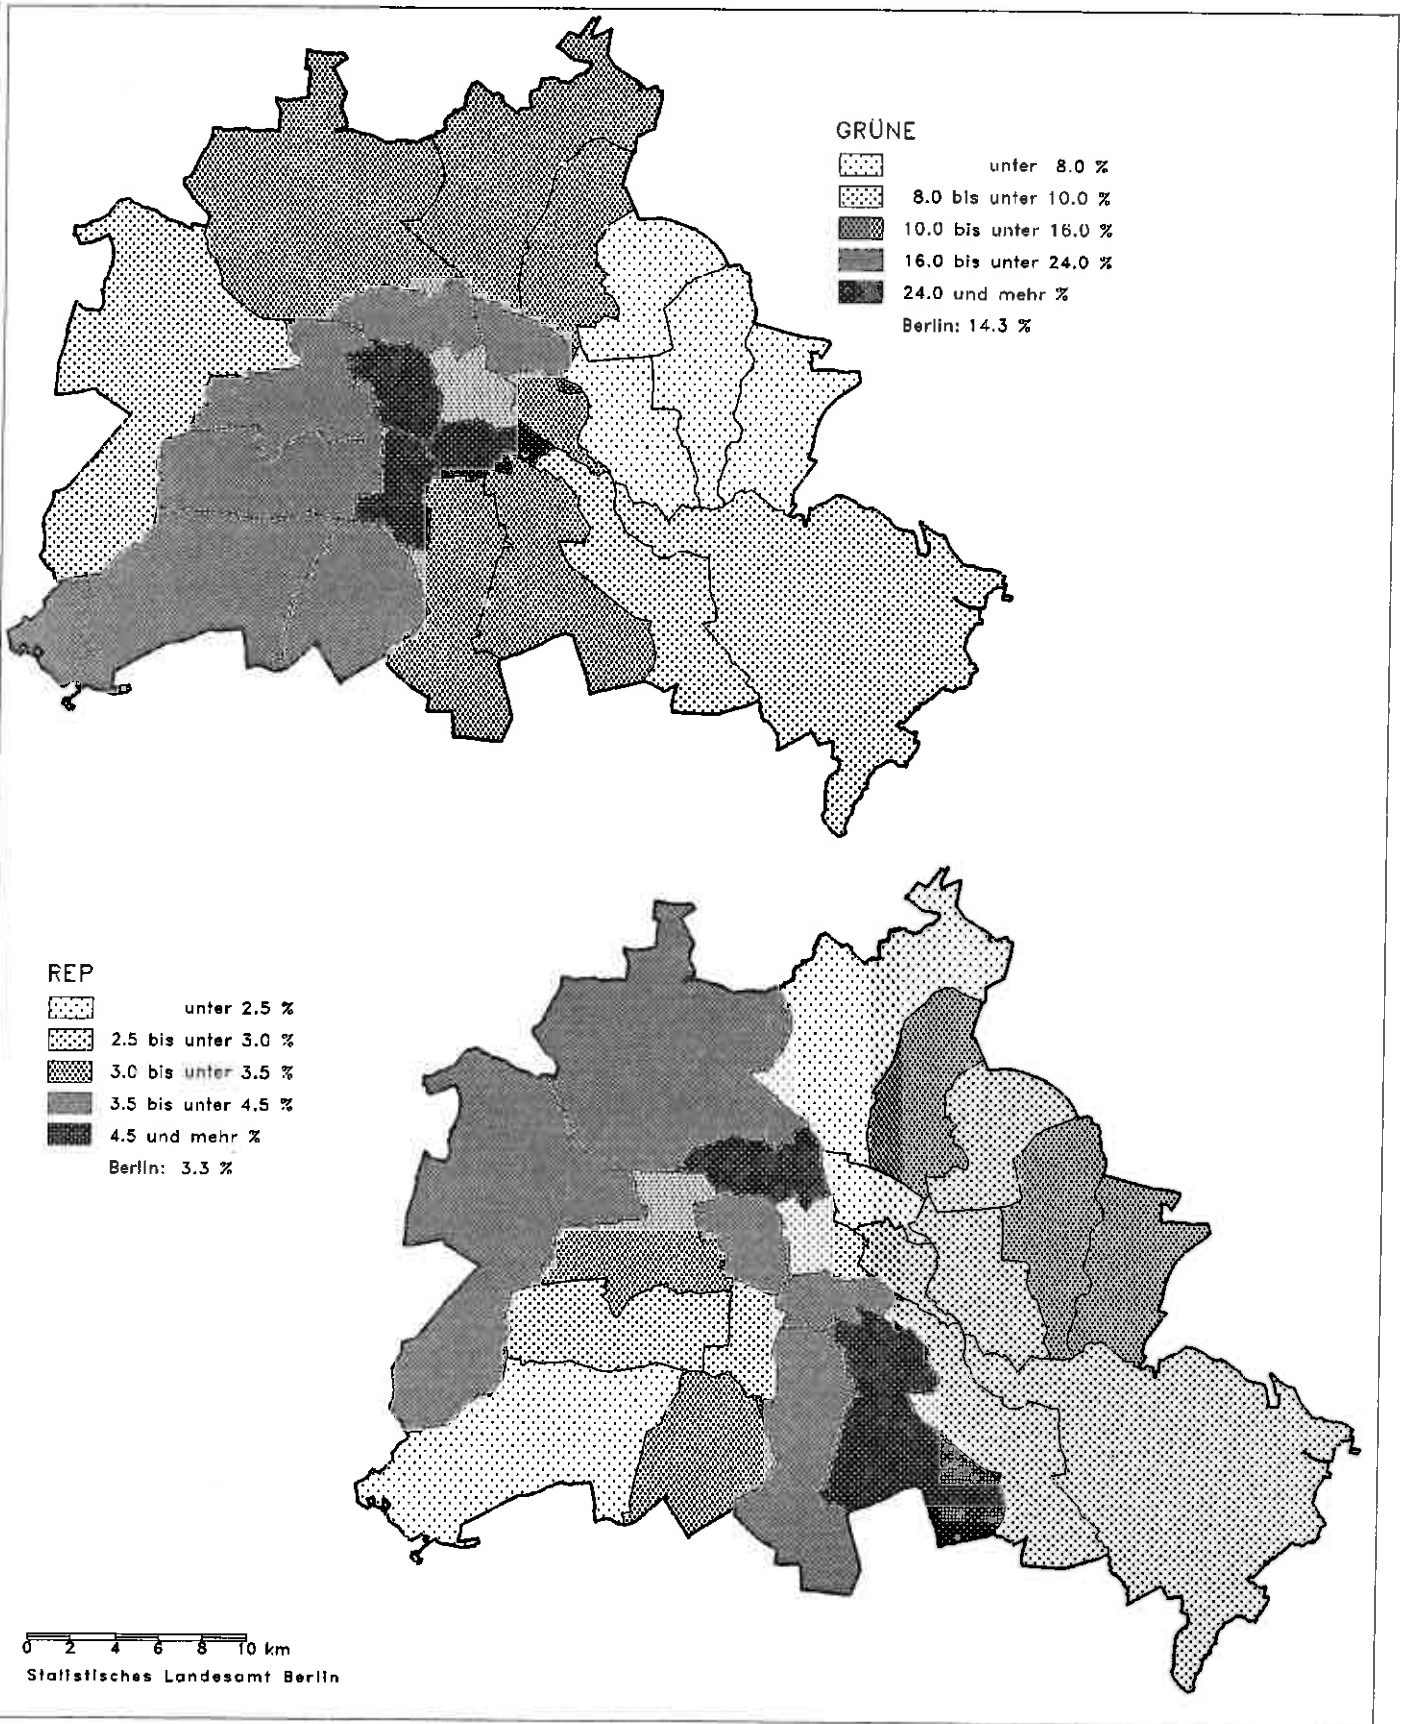 GRÜNE
unter 8.0 %
8.0 bis unter 10.0 %
10.0 bis unter 16.0 %
16.0 bis unter 24.0 %
24.0 und mehr %
Berlin: 14.3 %
REP
unter 2.5 %
2.5 bis unter 3.0 %
3.0 bis unter 3.5 %
3.5 bis unter 4.5 %
4.5 und mehr %
Berlin: 3.3 %
0 2 4 6 8 10 km
Statistisches Landesamt Berlin